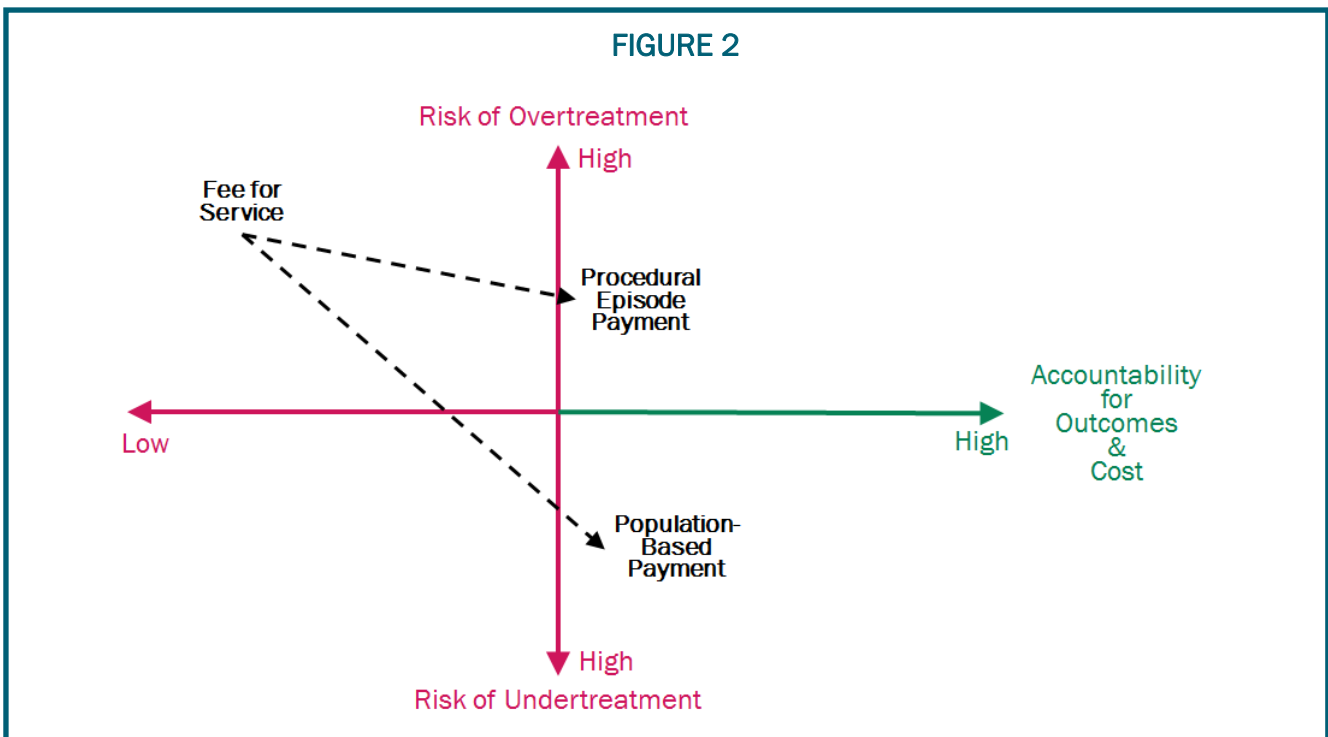 FIGURE 2
Risk of Overtreatment
High
Fee for
Service
Procedural
Episode
Payment
Accountability
for
Outcomes
&
Cost
Low
High
Population-
Based
Payment
High
Risk of Undertreatment